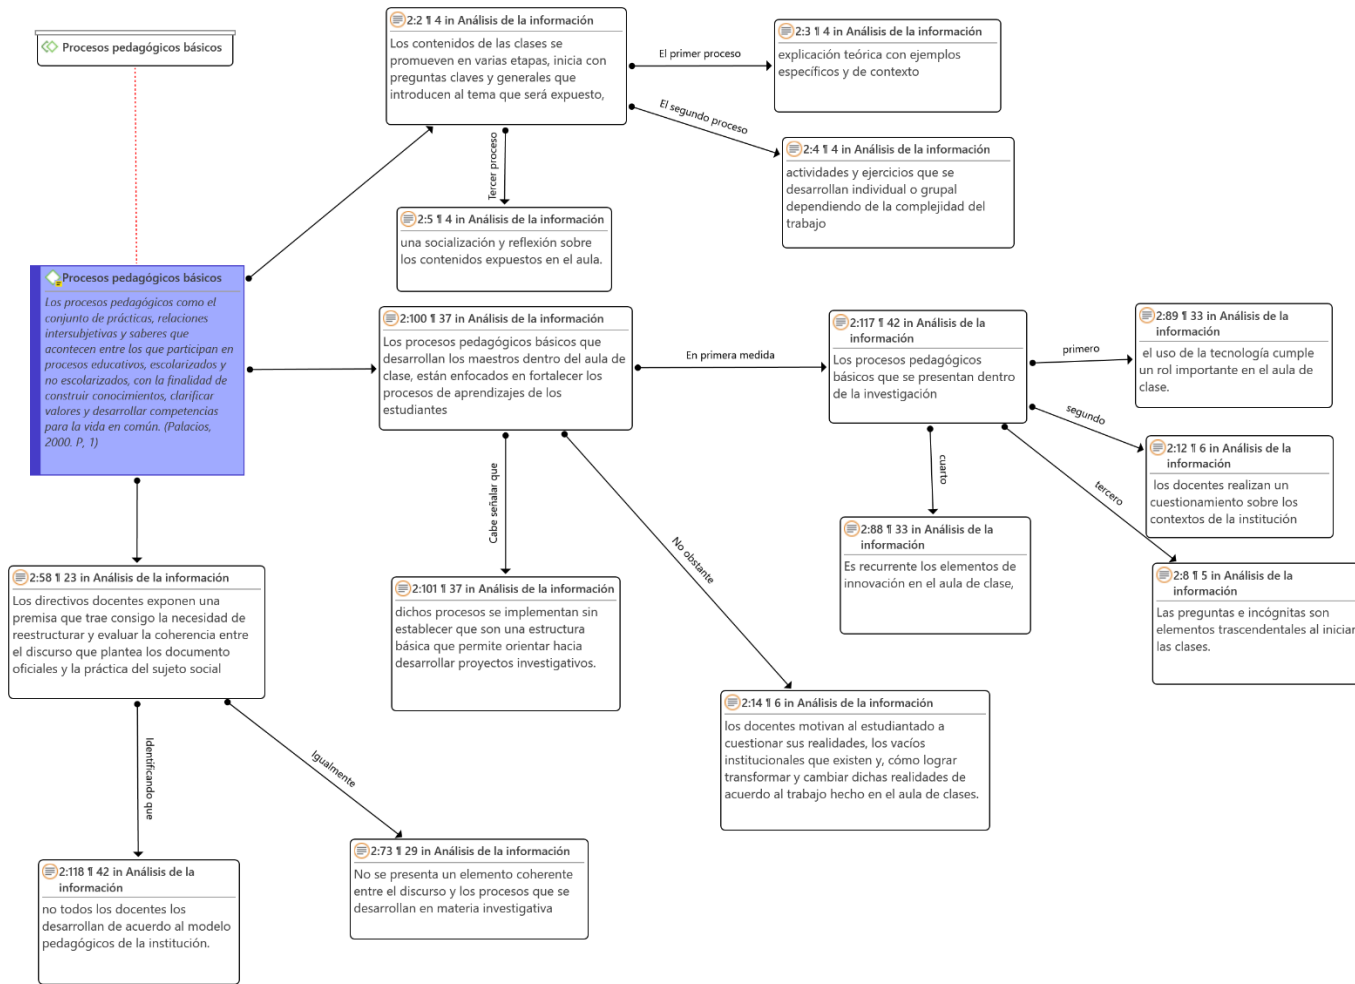 Procesos pedagógicos básicos
2:2 ¶ 4 in Análisis de la información
Los contenidos de las clases se
promueven en varias etapas, inicia con
preguntas claves y generales que
introducen al tema que será expuesto,
El primer proceso
2:3 ¶ 4 in Análisis de la información
explicación teórica con ejemplos
específicos y de contexto
El segundo proceso
2:4 ¶ 4 in Análisis de la información
actividades y ejercicios que se
desarrollan individual o grupal
dependiendo de la complejidad del
trabajo
Tercer proceso
2:5 ¶ 4 in Análisis de la información
una socialización y reflexión sobre
los contenidos expuestos en el aula.
Procesos pedagógicos básicos
Los procesos pedagógicos como el
conjunto de prácticas, relaciones
intersubjetivas y saberes que
acontecen entre los que participan en
procesos educativos, escolarizados y
no escolarizados, con la finalidad de
construir conocimientos, clarificar
valores y desarrollar competencias
para la vida en común. (Palacios,
2000. P, 1)
2:100 ¶ 37 in Análisis de la información
Los procesos pedagógicos básicos que
desarrollan los maestros dentro del aula de
clase, están enfocados en fortalecer los
procesos de aprendizajes de los
estudiantes
En primera medida
2:117 ¶ 42 in Análisis de la
información
Los procesos pedagógicos
básicos que se presentan dentro
de la investigación
primero
2:89 ¶ 33 in Análisis de la
información
el uso de la tecnología cumple
un rol importante en el aula de
clase.
segundo
2:12 ¶ 6 in Análisis de la
información
los docentes realizan un
cuestionamiento sobre los
contextos de la institución
tercero
2:8 ¶ 5 in Análisis de la
información
Las preguntas e incógnitas son
elementos trascendentales al iniciar
las clases.
cuarto
2:88 ¶ 33 in Análisis de la
información
Es recurrente los elementos de
innovación en el aula de clase,
Cabe señalar que
2:101 ¶ 37 in Análisis de la información
dichos procesos se implementan sin
establecer que son una estructura
básica que permite orientar hacia
desarrollar proyectos investigativos.
No obstante
2:14 ¶ 6 in Análisis de la información
los docentes motivan al estudiantado a
cuestionar sus realidades, los vacíos
institucionales que existen y, cómo lograr
transformar y cambiar dichas realidades de
acuerdo al trabajo hecho en el aula de clases.
2:58 ¶ 23 in Análisis de la información
Los directivos docentes exponen una
premisa que trae consigo la necesidad de
reestructurar y evaluar la coherencia entre
el discurso que plantea los documento
oficiales y la práctica del sujeto social
Identificando que
2:118 ¶ 42 in Análisis de la
información
no todos los docentes los
desarrollan de acuerdo al modelo
pedagógicos de la institución.
Igualmente
2:73 ¶ 29 in Análisis de la información
No se presenta un elemento coherente
entre el discurso y los procesos que se
desarrollan en materia investigativa